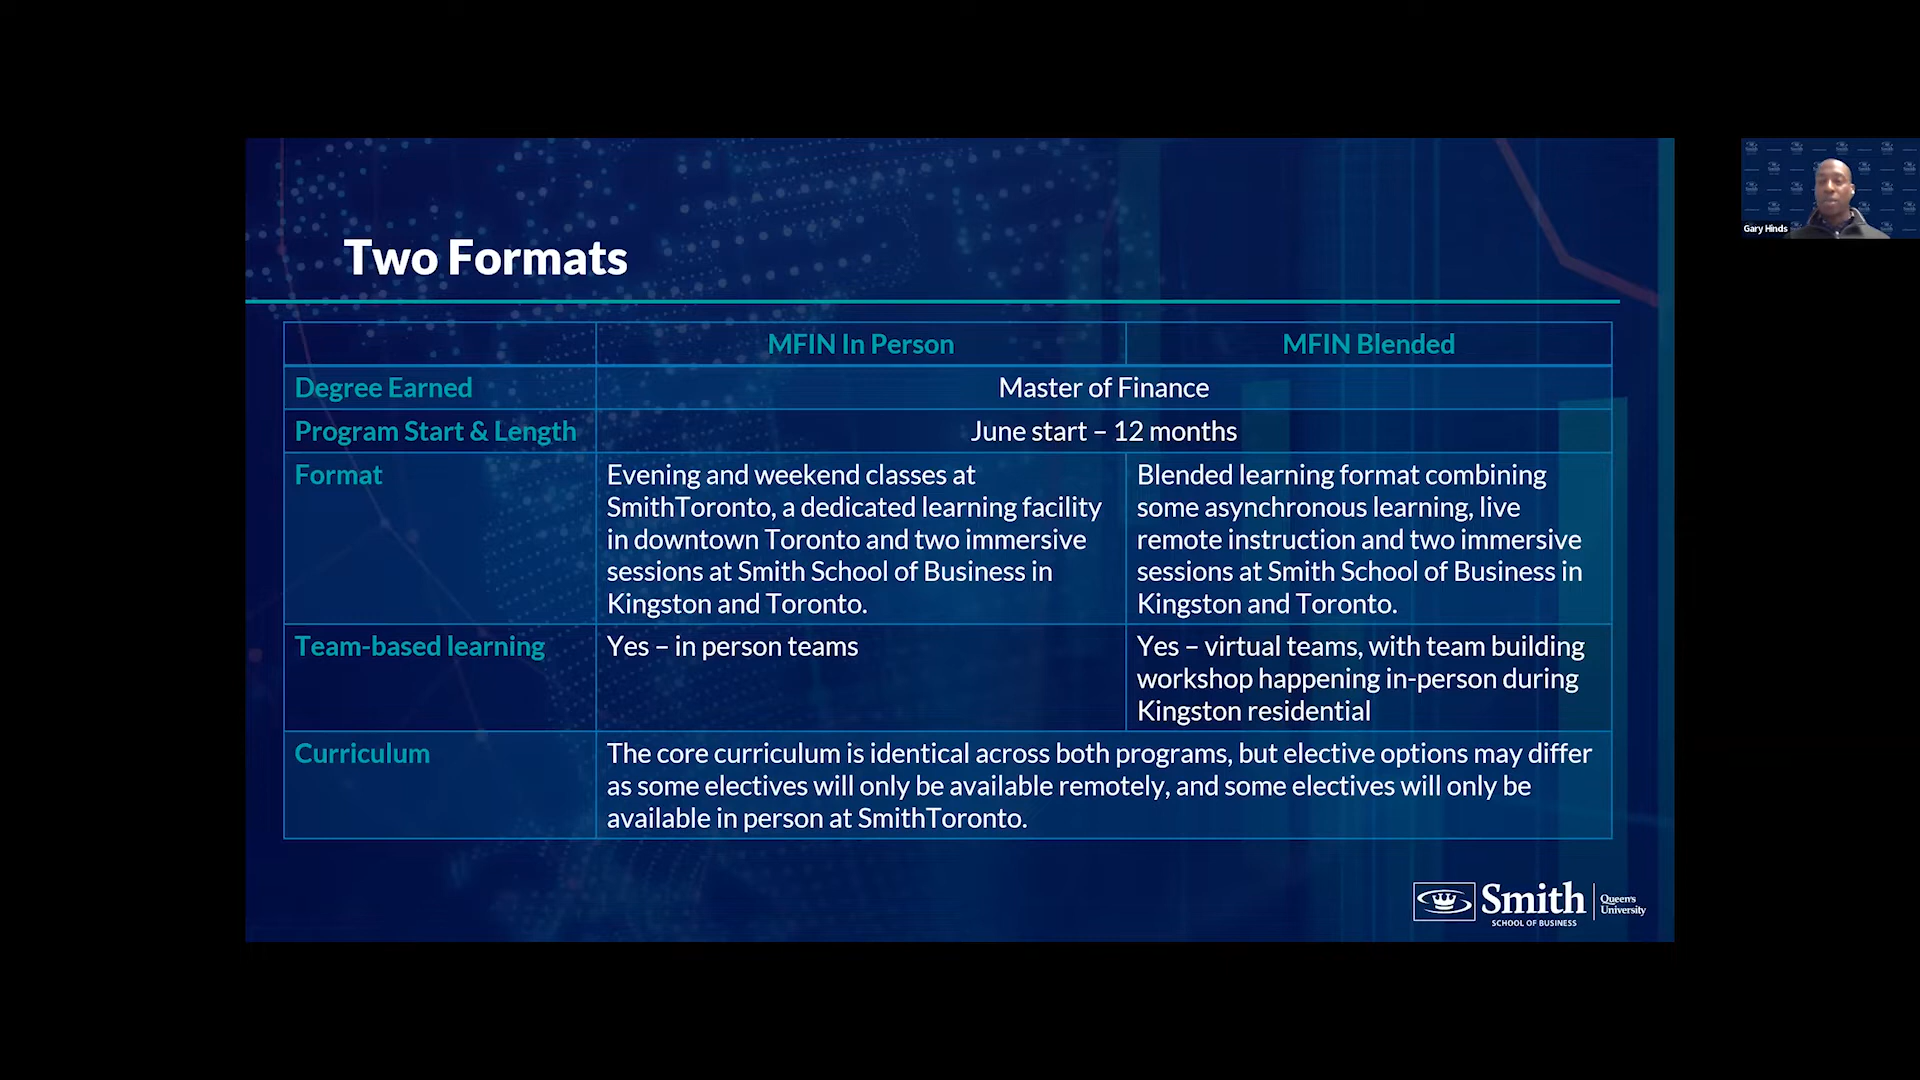 Two Formats
MFIN In Person
MFIN Blended
Degree Earned
Master of Finance
Program Start & Length
June start – 12 months
Format
Evening and weekend classes at
SmithToronto, a dedicated learning facility
in downtown Toronto and two immersive
sessions at Smith School of Business in
Kingston and Toronto.
Blended learning format combining
some asynchronous learning, live
remote instruction and two immersive
sessions at Smith School of Business in
Kingston and Toronto.
Team-based learning
Yes – in person teams
Yes – virtual teams, with team building
workshop happening in-person during
Kingston residential
Curriculum
The core curriculum is identical across both programs, but elective options may differ
as some electives will only be available remotely, and some electives will only be
available in person at SmithToronto.
Smith
SCHOOL OF BUSINESS
Queen's
University
Gary Hinds